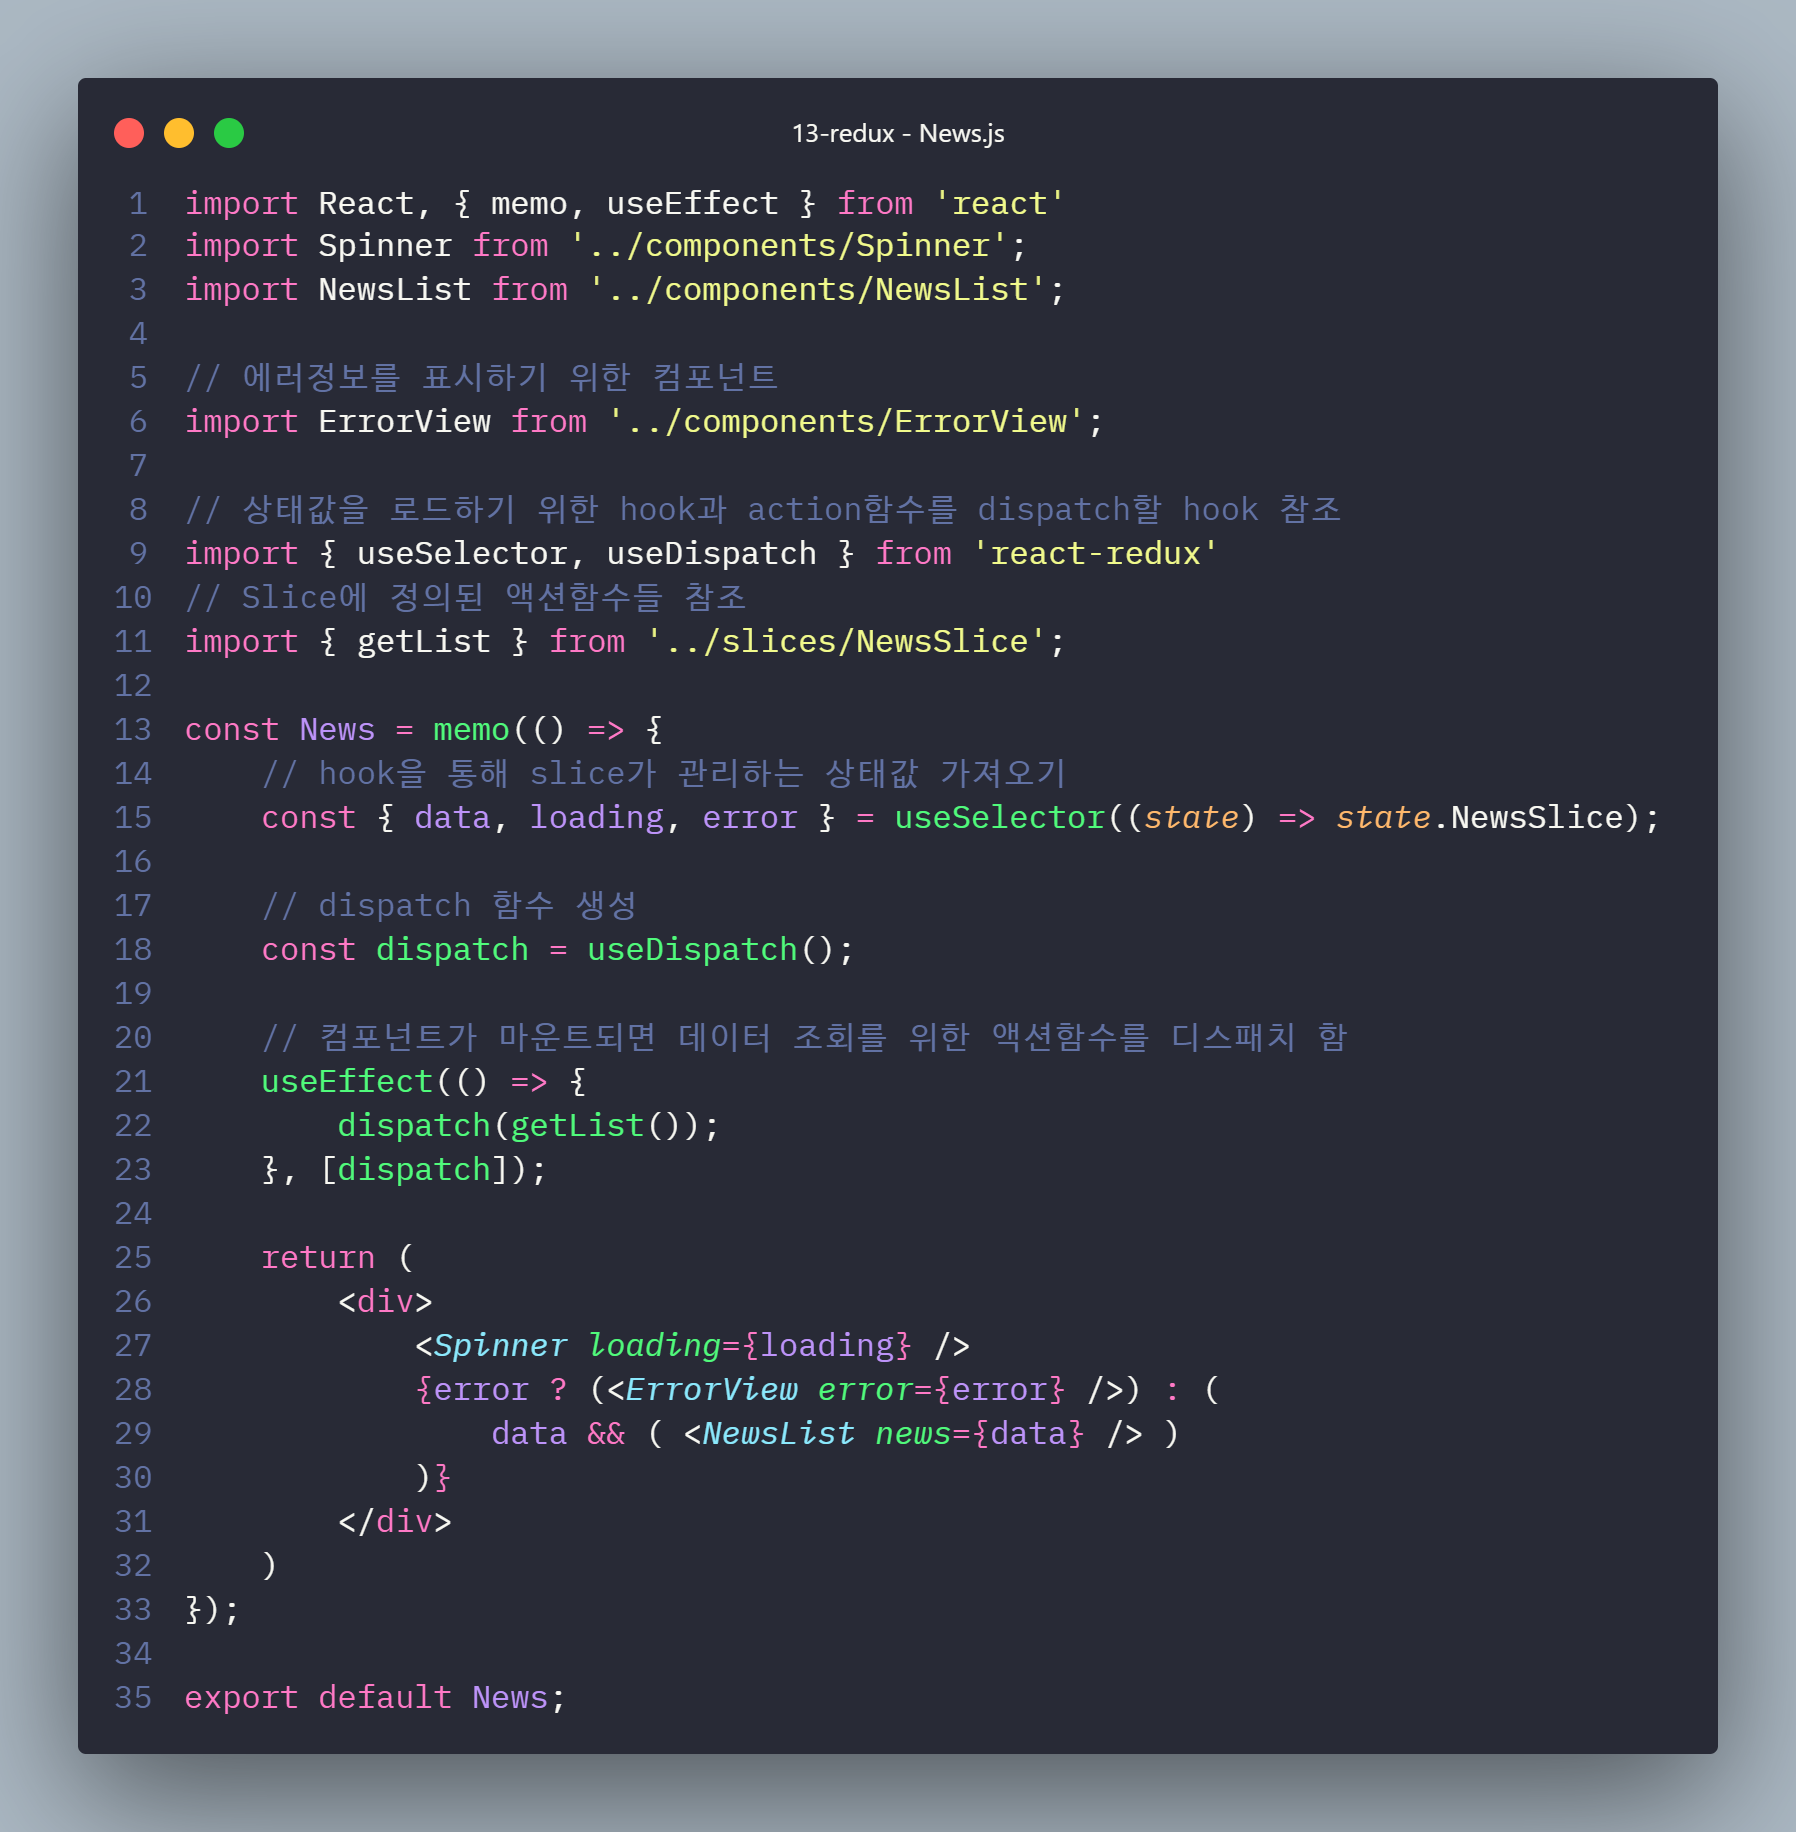 13-redux - News.js
1 import React, { memo, useEffect } from 'react'
2 import Spinner from '../components/Spinner';
3 import NewsList from '../components/NewsList';
4
5 // 에러정보를 표시하기 위한 컴포넌트
6 import ErrorView from '../components/ErrorView';
7
8 // 상태값을 로드하기 위한 hook과 action함수를 dispatch할 hook 참조
9 import { useSelector, useDispatch } from 'react-redux'
10 // Slice에 정의된 액션함수들 참조
11 import { getList } from '../slices/NewsSlice';
12
13 const News = memo(() => {
14     // hook을 통해 slice가 관리하는 상태값 가져오기
15     const { data, loading, error } = useSelector((state) => state.NewsSlice);
16
17     // dispatch 함수 생성
18     const dispatch = useDispatch();
19
20     // 컴포넌트가 마운트되면 데이터 조회를 위한 액션함수를 디스패치 함
21     useEffect(() => {
22         dispatch(getList());
23     }, [dispatch]);
24
25     return (
26         <div>
27             <Spinner loading={loading} />
28             {error ? (<ErrorView error={error} />) : (
29                 data && ( <NewsList news={data} /> )
30             )}
31         </div>
32     )
33 });
34
35 export default News;